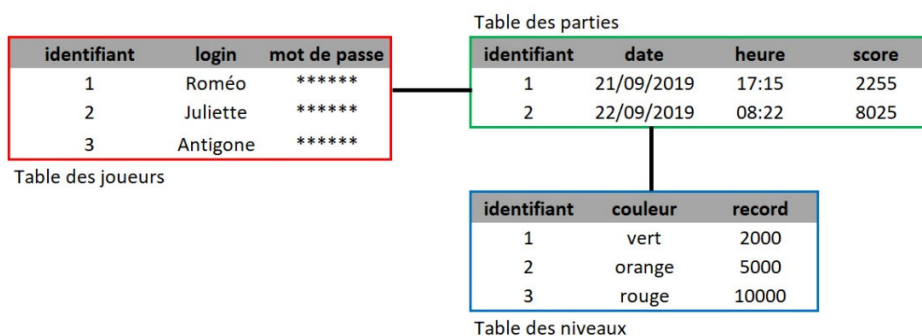 Table des parties
identifiant login mot de passe
1 Roméo ******
2 Juliette ******
3 Antigone ******
Table des joueurs
identifiant date heure score
1 21/09/2019 17:15 2255
2 22/09/2019 08:22 8025
identifiant couleur record
1 vert 2000
2 orange 5000
3 rouge 10000
Table des niveaux